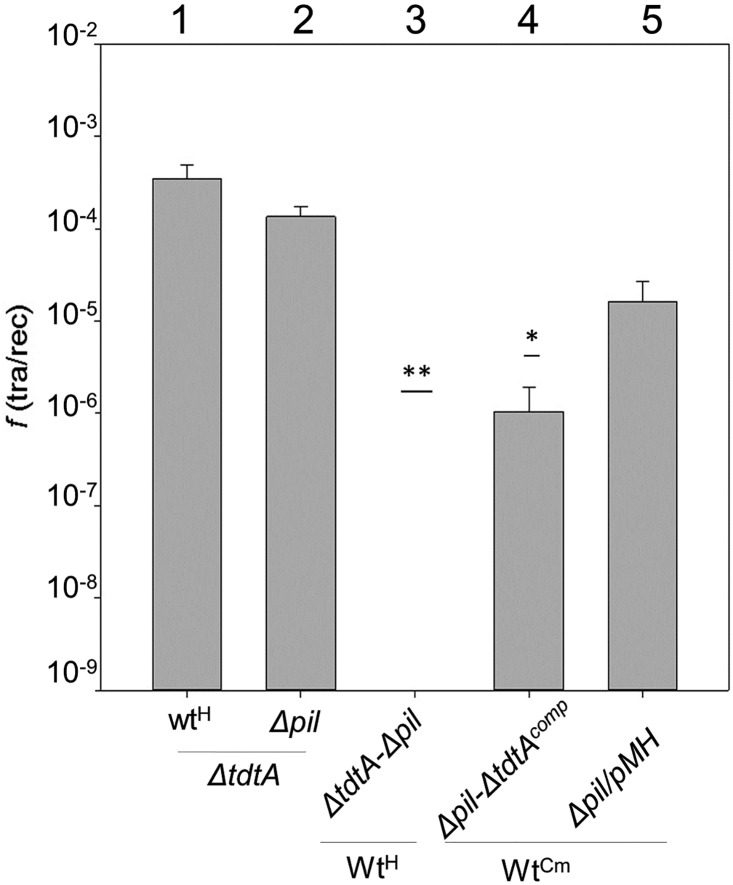 1 2 3 4 5
10⁻²
10⁻³
10⁻⁴
10⁻⁵
10⁻⁶
10⁻⁷
10⁻⁸
10⁻⁹
f (tra/rec)
**
*
wtᴴ
Δpil
ΔtdtA-Δpil
Δpil-ΔtdtAᶜᵒᵐᵖ
Δpil/pMH
ΔtdtA
Wtᴴ
Wtᶜᵐ